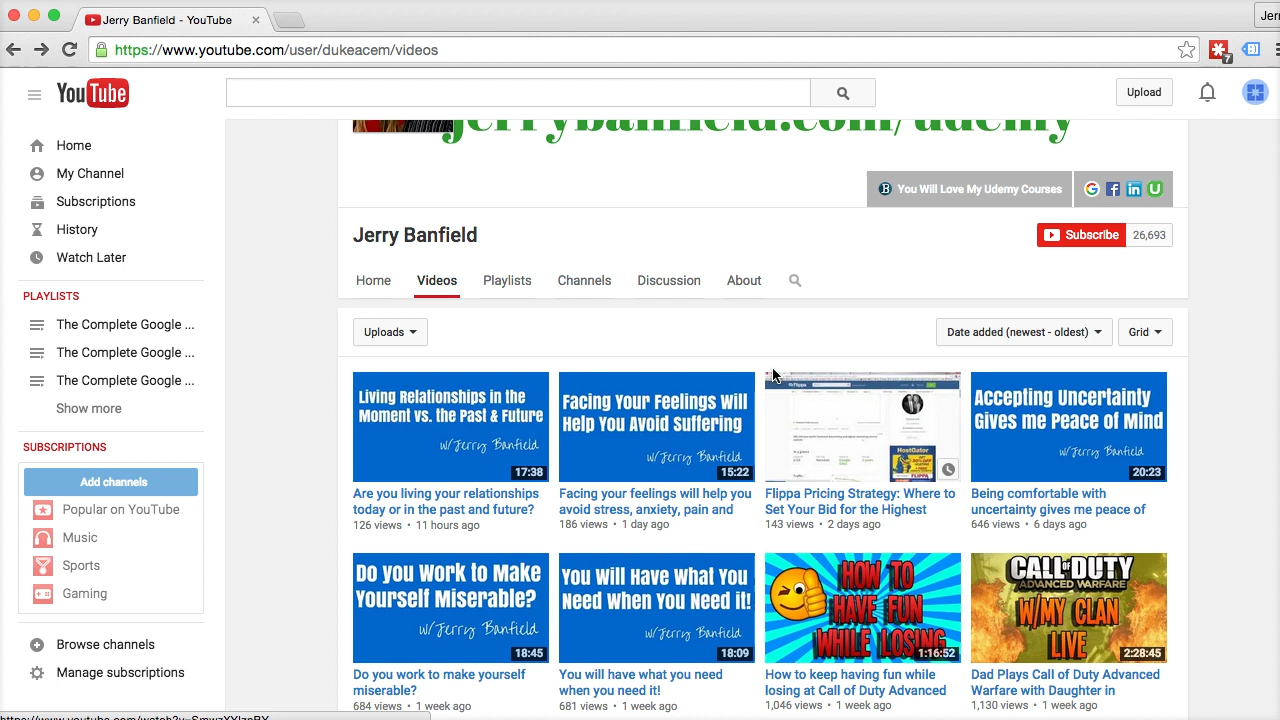 Jerry Banfield - YouTube
Jer
https://www.youtube.com/user/dukeacem/videos
7
YouTube
Upload
jerrybanfield.com/udemy
Home
My Channel
Subscriptions
History
Watch Later
PLAYLISTS
The Complete Google ...
The Complete Google ...
The Complete Google ...
Show more
SUBSCRIPTIONS
Add channels
Popular on YouTube
Music
Sports
Gaming
Browse channels
Manage subscriptions
You Will Love My Udemy Courses
Jerry Banfield
Subscribe 26,693
Home Videos Playlists Channels Discussion About
Uploads
Date added (newest - oldest) Grid
Living Relationships in the
Moment vs. the Past & Future
w/Jerry Banfield
17:38
Are you living your relationships
today or in the past and future?
126 views • 11 hours ago
Facing Your Feelings Will
Help You Avoid Suffering
w/Jerry Banfield
15:22
Facing your feelings will help you
avoid stress, anxiety, pain and
186 views • 1 day ago
Flippa
HostGator
FLIPPA
Flippa Pricing Strategy: Where to
Set Your Bid for the Highest
143 views • 2 days ago
Accepting Uncertainty
Gives me Peace of Mind
w/Jerry Banfield
20:23
Being comfortable with
uncertainty gives me peace of
646 views • 6 days ago
Do you Work to Make
Yourself Miserable?
w/Jerry Banfield
18:45
Do you work to make yourself
miserable?
684 views • 1 week ago
You Will Have What You
Need When You Need it!
w/Jerry Banfield
18:09
You will have what you need
when you need it!
681 views • 1 week ago
HOW TO
HAVE FUN
WHILE LOSING
1:16:52
How to keep having fun while
losing at Call of Duty Advanced
1,046 views • 1 week ago
CALL OF DUTY
ADVANCED WARFARE
W/MY CLAN
LIVE
2:28:45
Dad Plays Call of Duty Advanced
Warfare with Daughter in
1,130 views • 1 week ago